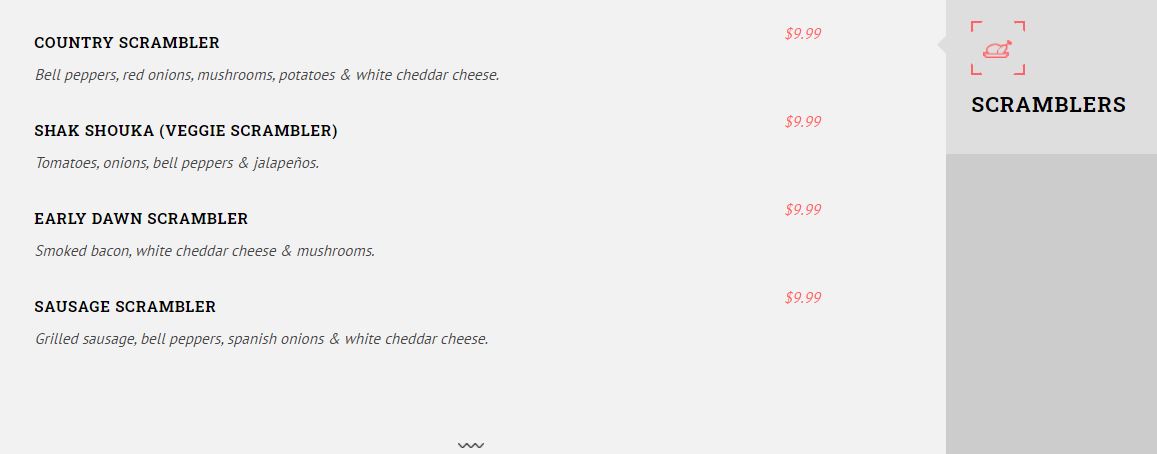 COUNTRY SCRAMBLER
$9.99
Bell peppers, red onions, mushrooms, potatoes & white cheddar cheese.
SHAK SHOUKA (VEGGIE SCRAMBLER)
$9.99
Tomatoes, onions, bell peppers & jalapeños.
EARLY DAWN SCRAMBLER
$9.99
Smoked bacon, white cheddar cheese & mushrooms.
SAUSAGE SCRAMBLER
$9.99
Grilled sausage, bell peppers, spanish onions & white cheddar cheese.
SCRAMBLERS